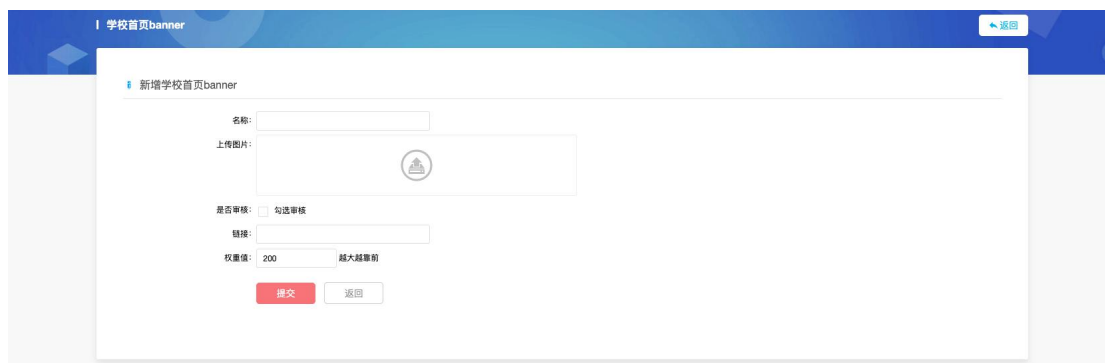 学校首页banner
返回
新增学校首页banner
名称:
上传图片:
是否审核: 勾选审核
链接:
权重值: 200 越大越靠前
提交 返回